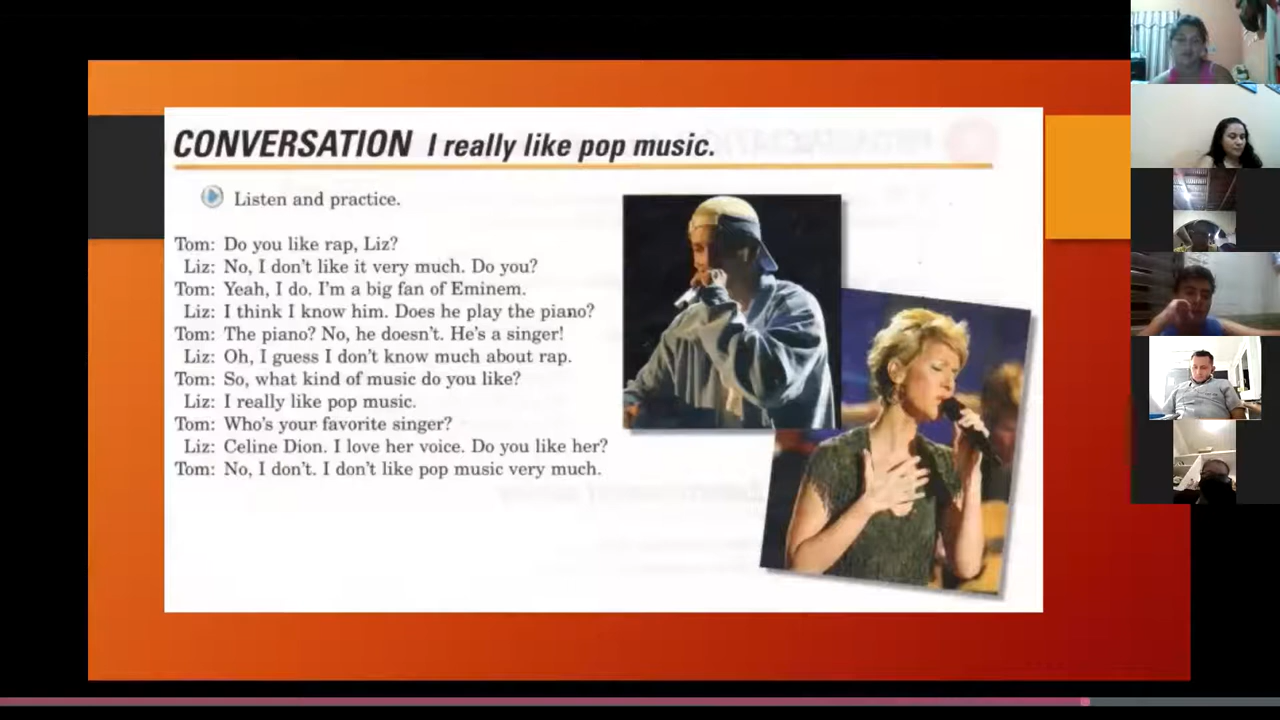 CONVERSATION I really like pop music.
Listen and practice.
Tom: Do you like rap, Liz?
Liz: No, I don't like it very much. Do you?
Tom: Yeah, I do. I'm a big fan of Eminem.
Liz: I think I know him. Does he play the piano?
Tom: The piano? No, he doesn't. He's a singer!
Liz: Oh, I guess I don't know much about rap.
Tom: So, what kind of music do you like?
Liz: I really like pop music.
Tom: Who's your favorite singer?
Liz: Celine Dion. I love her voice. Do you like her?
Tom: No, I don't. I don't like pop music very much.